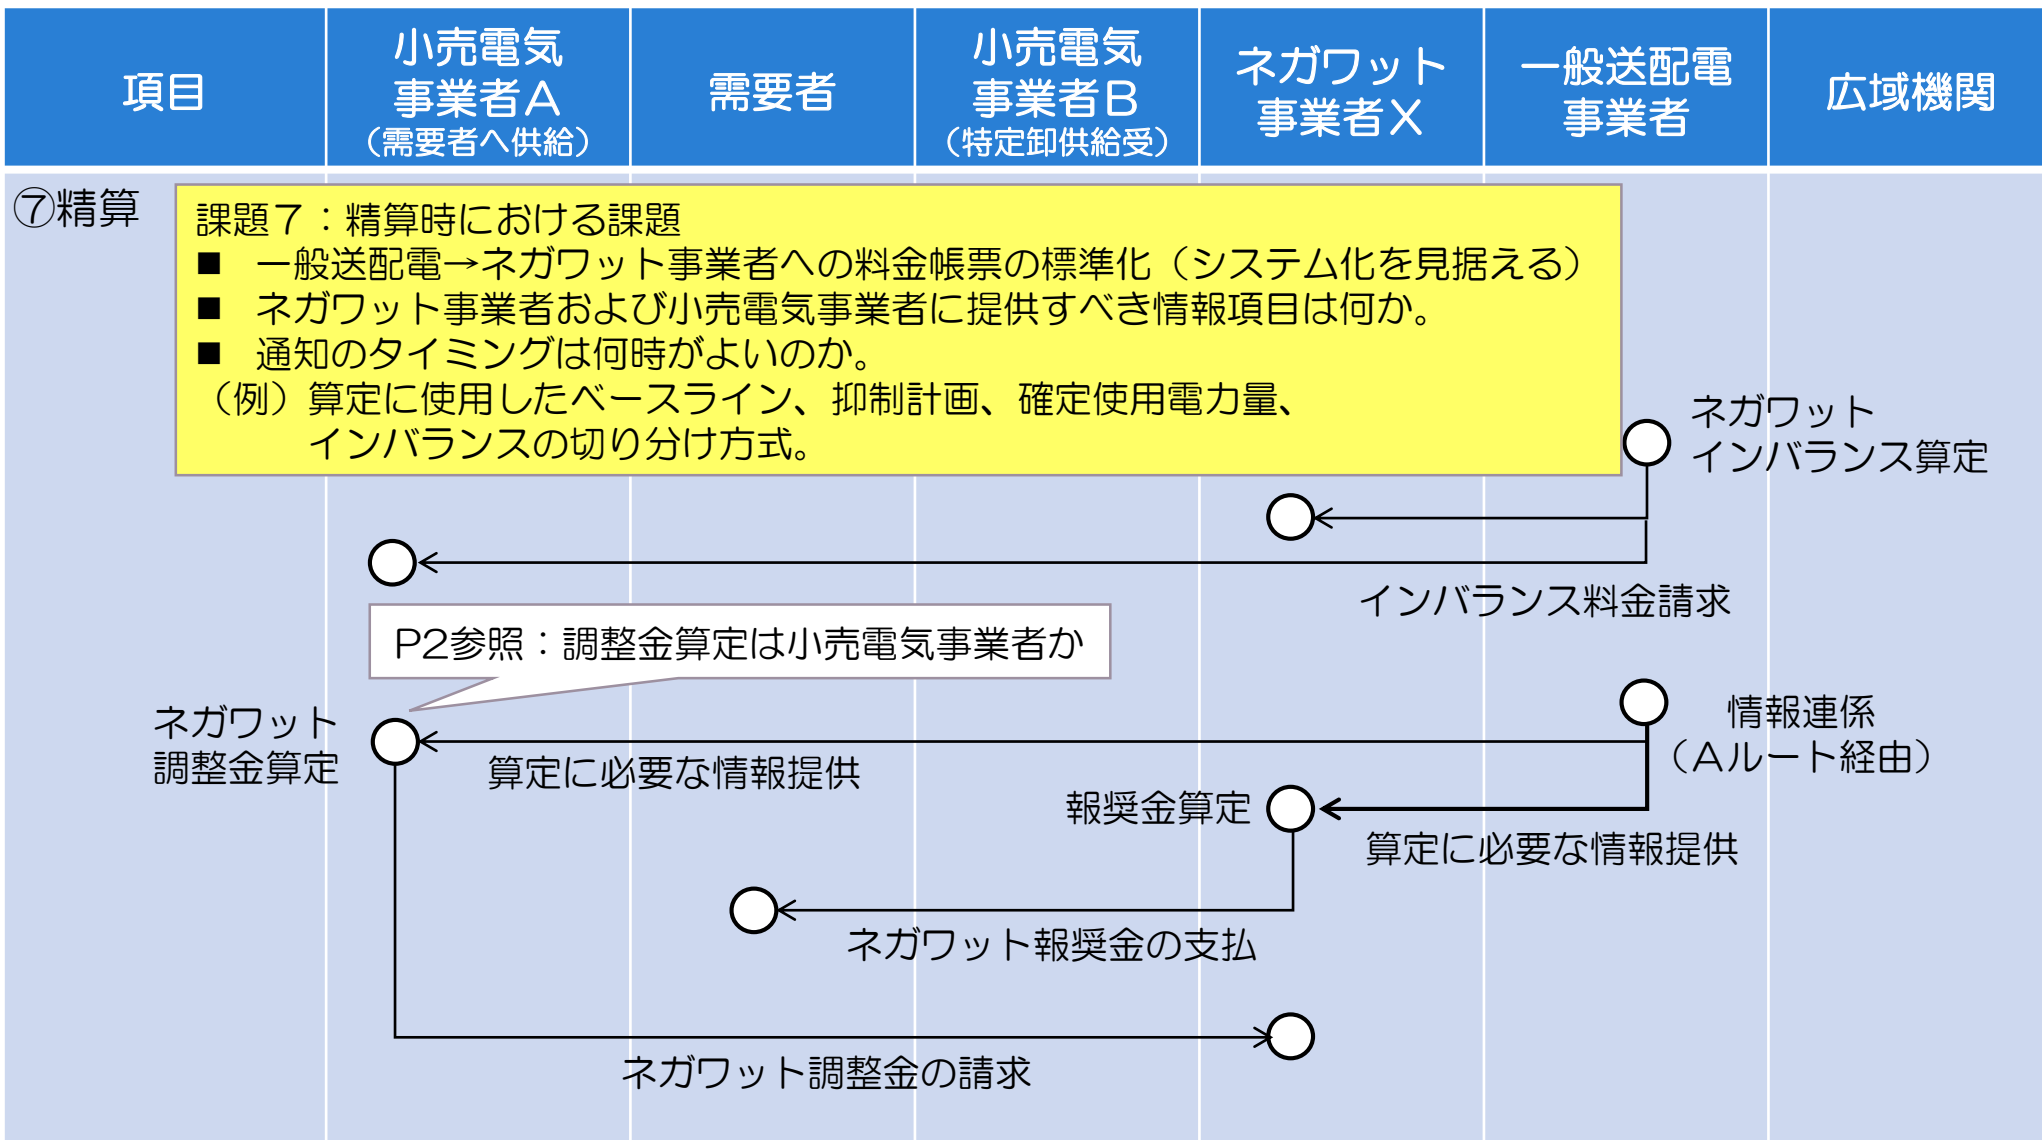 項目
小売電気
事業者A
（需要者へ供給）
需要者
小売電気
事業者B
（特定卸供給受）
ネガワット
事業者X
一般送配電
事業者
広域機関
⑦精算
課題7：精算時における課題
■ 一般送配電→ネガワット事業者への料金帳票の標準化（システム化を見据える）
■ ネガワット事業者および小売電気事業者に提供すべき情報項目は何か。
■ 通知のタイミングは何時がよいのか。
（例）算定に使用したベースライン、抑制計画、確定使用電力量、
インバランスの切り分け方式。
ネガワット
インバランス算定
インバランス料金請求
P2参照：調整金算定は小売電気事業者か
ネガワット
調整金算定
情報連係
（Aルート経由）
算定に必要な情報提供
報奨金算定
算定に必要な情報提供
ネガワット報奨金の支払
ネガワット調整金の請求